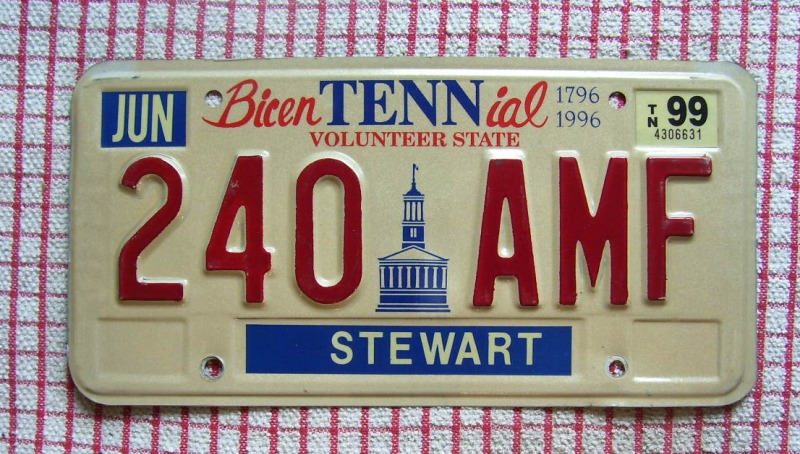 JUN
BicenTENNial
1796
1996
TN 99
4306631
VOLUNTEER STATE
240 AMF
STEWART